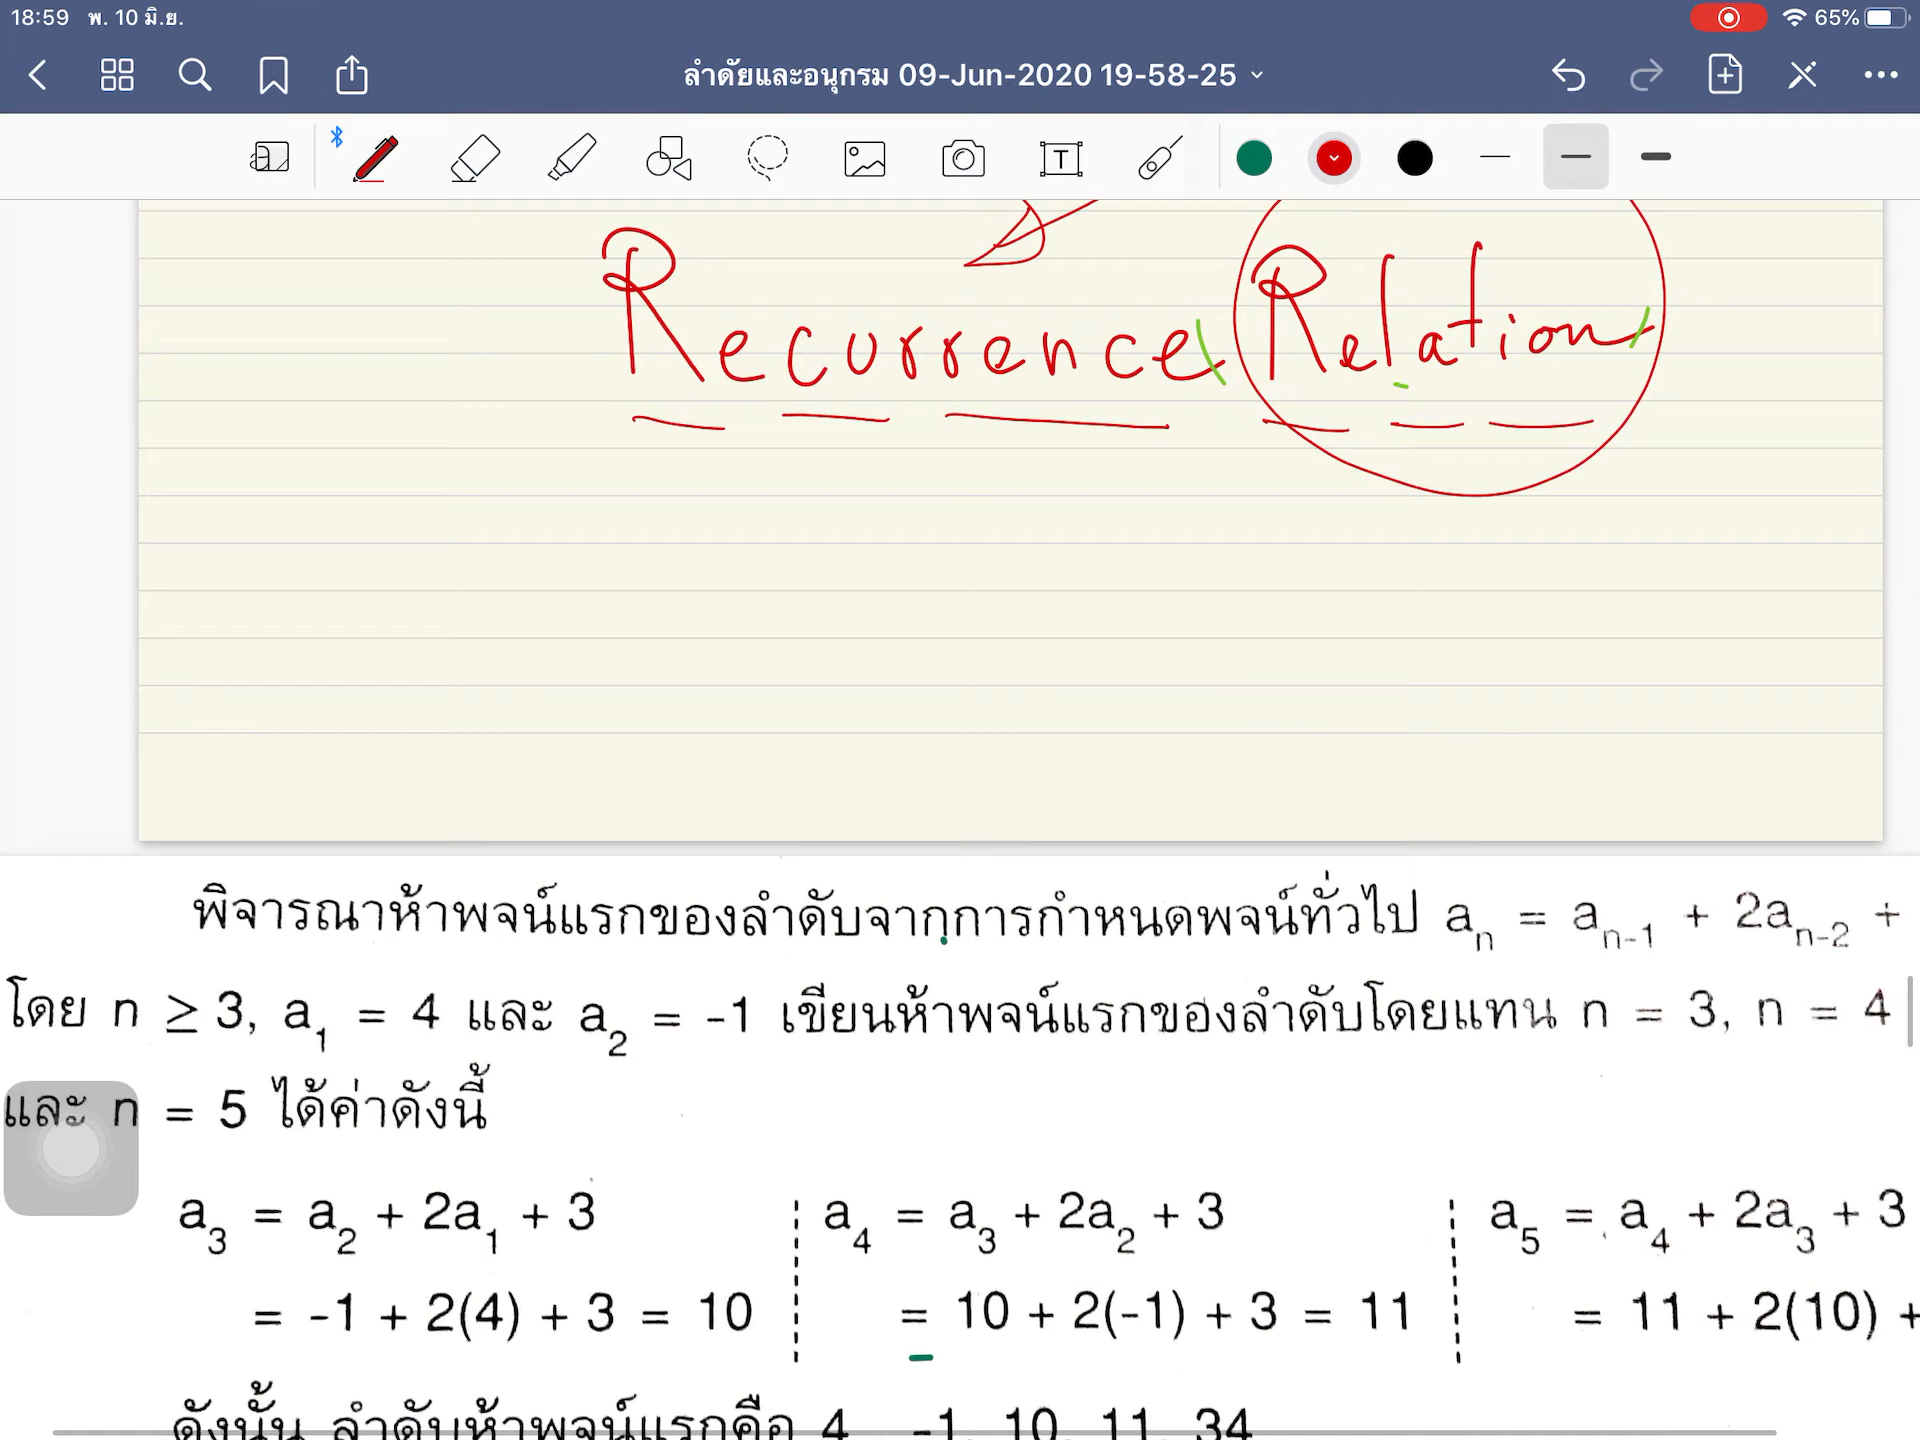 18:59 พ. 10 มิ.ย. 65%
ลำดัยและอนุกรม 09-Jun-2020 19-58-25
Recurrence Relation
พิจารณาห้าพจน์แรกของลำดับจากการกำหนดพจน์ทั่วไป aₙ = aₙ₋₁ + 2aₙ₋₂ +
โดย n ≥ 3, a₁ = 4 และ a₂ = -1 เขียนห้าพจน์แรกของลำดับโดยแทน n = 3, n = 4
และ n = 5 ได้ค่าดังนี้
a₃ = a₂ + 2a₁ + 3 a₄ = a₃ + 2a₂ + 3 a₅ = a₄ + 2a₃ + 3
= -1 + 2(4) + 3 = 10 = 10 + 2(-1) + 3 = 11 = 11 + 2(10) +
ดังนั้น ลำดับห้าพจน์แรกคือ 4, -1, 10, 11, 34